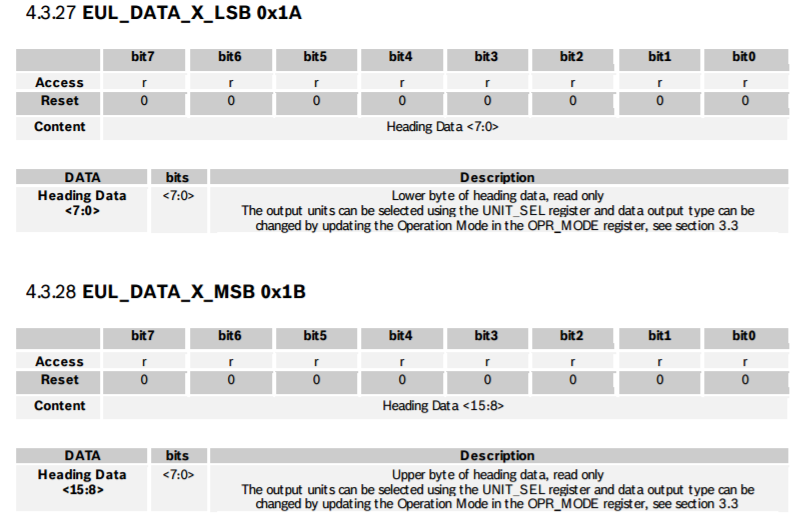 4.3.27 EUL_DATA_X_LSB 0x1A
bit7 bit6 bit5 bit4 bit3 bit2 bit1 bit0
Access r r r r r r r r
Reset 0 0 0 0 0 0 0 0
Content Heading Data <7:0>
DATA bits Description
Heading Data <7:0> Lower byte of heading data, read only
<7:0> The output units can be selected using the UNIT_SEL register and data output type can be
changed by updating the Operation Mode in the OPR_MODE register, see section 3.3
4.3.28 EUL_DATA_X_MSB 0x1B
bit7 bit6 bit5 bit4 bit3 bit2 bit1 bit0
Access r r r r r r r r
Reset 0 0 0 0 0 0 0 0
Content Heading Data <15:8>
DATA bits Description
Heading Data <7:0> Upper byte of heading data, read only
<15:8> The output units can be selected using the UNIT_SEL register and data output type can be
changed by updating the Operation Mode in the OPR_MODE register, see section 3.3